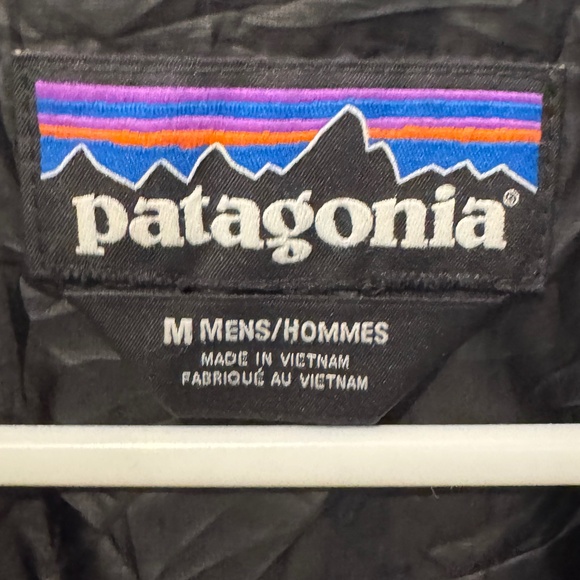 patagonia®
M MENS/HOMMES
MADE IN VIETNAM
FABRIQUÉ AU VIETNAM